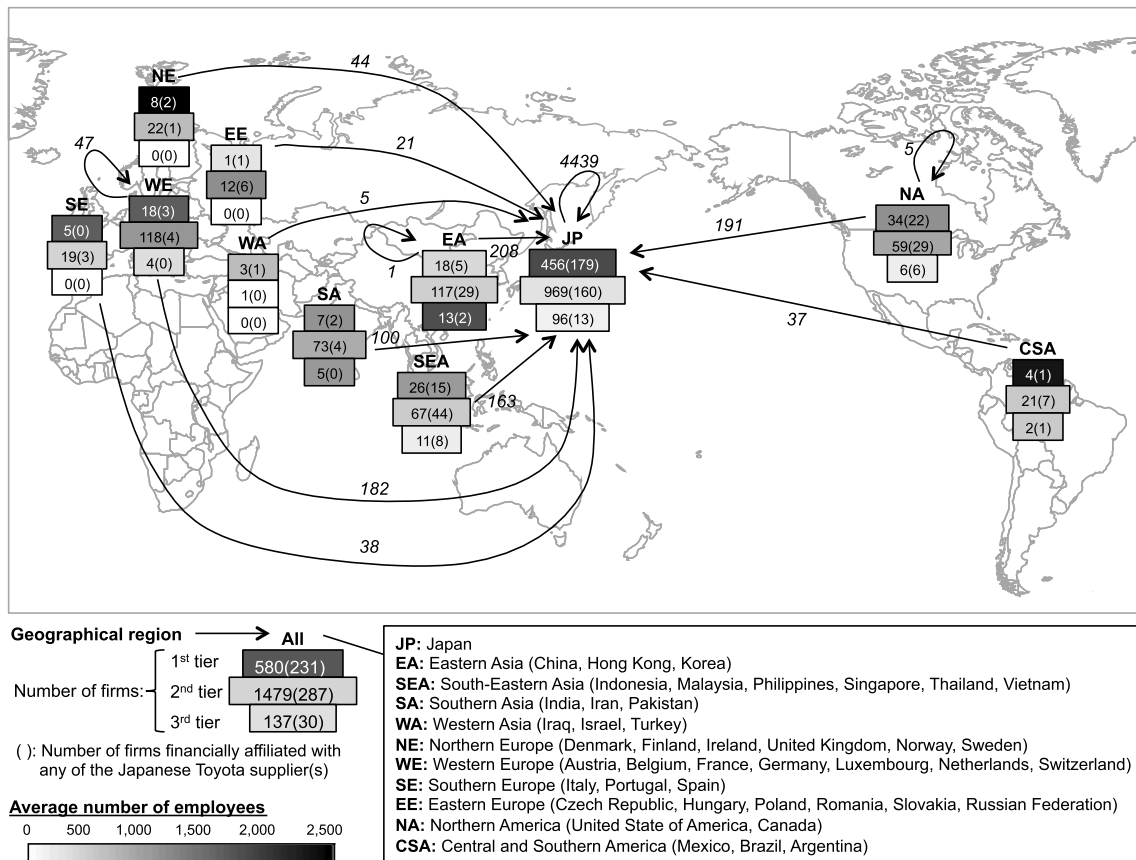 NE
8(2)
22(1)
0(0)
44
EE
1(1)
12(6)
0(0)
21
47
WE
18(3)
118(4)
4(0)
SE
5(0)
19(3)
0(0)
WA
3(1)
1(0)
0(0)
5
SA
7(2)
73(4)
5(0)
100
EA
18(5)
117(29)
13(2)
208
1
SEA
26(15)
67(44)
11(8)
163
4439
JP
456(179)
969(160)
96(13)
182
38
5
NA
34(22)
59(29)
6(6)
191
37
CSA
4(1)
21(7)
2(1)
Geographical region
All
Number of firms:
1st tier
580(231)
2nd tier
1479(287)
3rd tier
137(30)
( ): Number of firms financially affiliated with
any of the Japanese Toyota supplier(s)
Average number of employees
0 500 1,000 1,500 2,000 2,500
JP: Japan
EA: Eastern Asia (China, Hong Kong, Korea)
SEA: South-Eastern Asia (Indonesia, Malaysia, Philippines, Singapore, Thailand, Vietnam)
SA: Southern Asia (India, Iran, Pakistan)
WA: Western Asia (Iraq, Israel, Turkey)
NE: Northern Europe (Denmark, Finland, Ireland, United Kingdom, Norway, Sweden)
WE: Western Europe (Austria, Belgium, France, Germany, Luxembourg, Netherlands, Switzerland)
SE: Southern Europe (Italy, Portugal, Spain)
EE: Eastern Europe (Czech Republic, Hungary, Poland, Romania, Slovakia, Russian Federation)
NA: Northern America (United State of America, Canada)
CSA: Central and Southern America (Mexico, Brazil, Argentina)